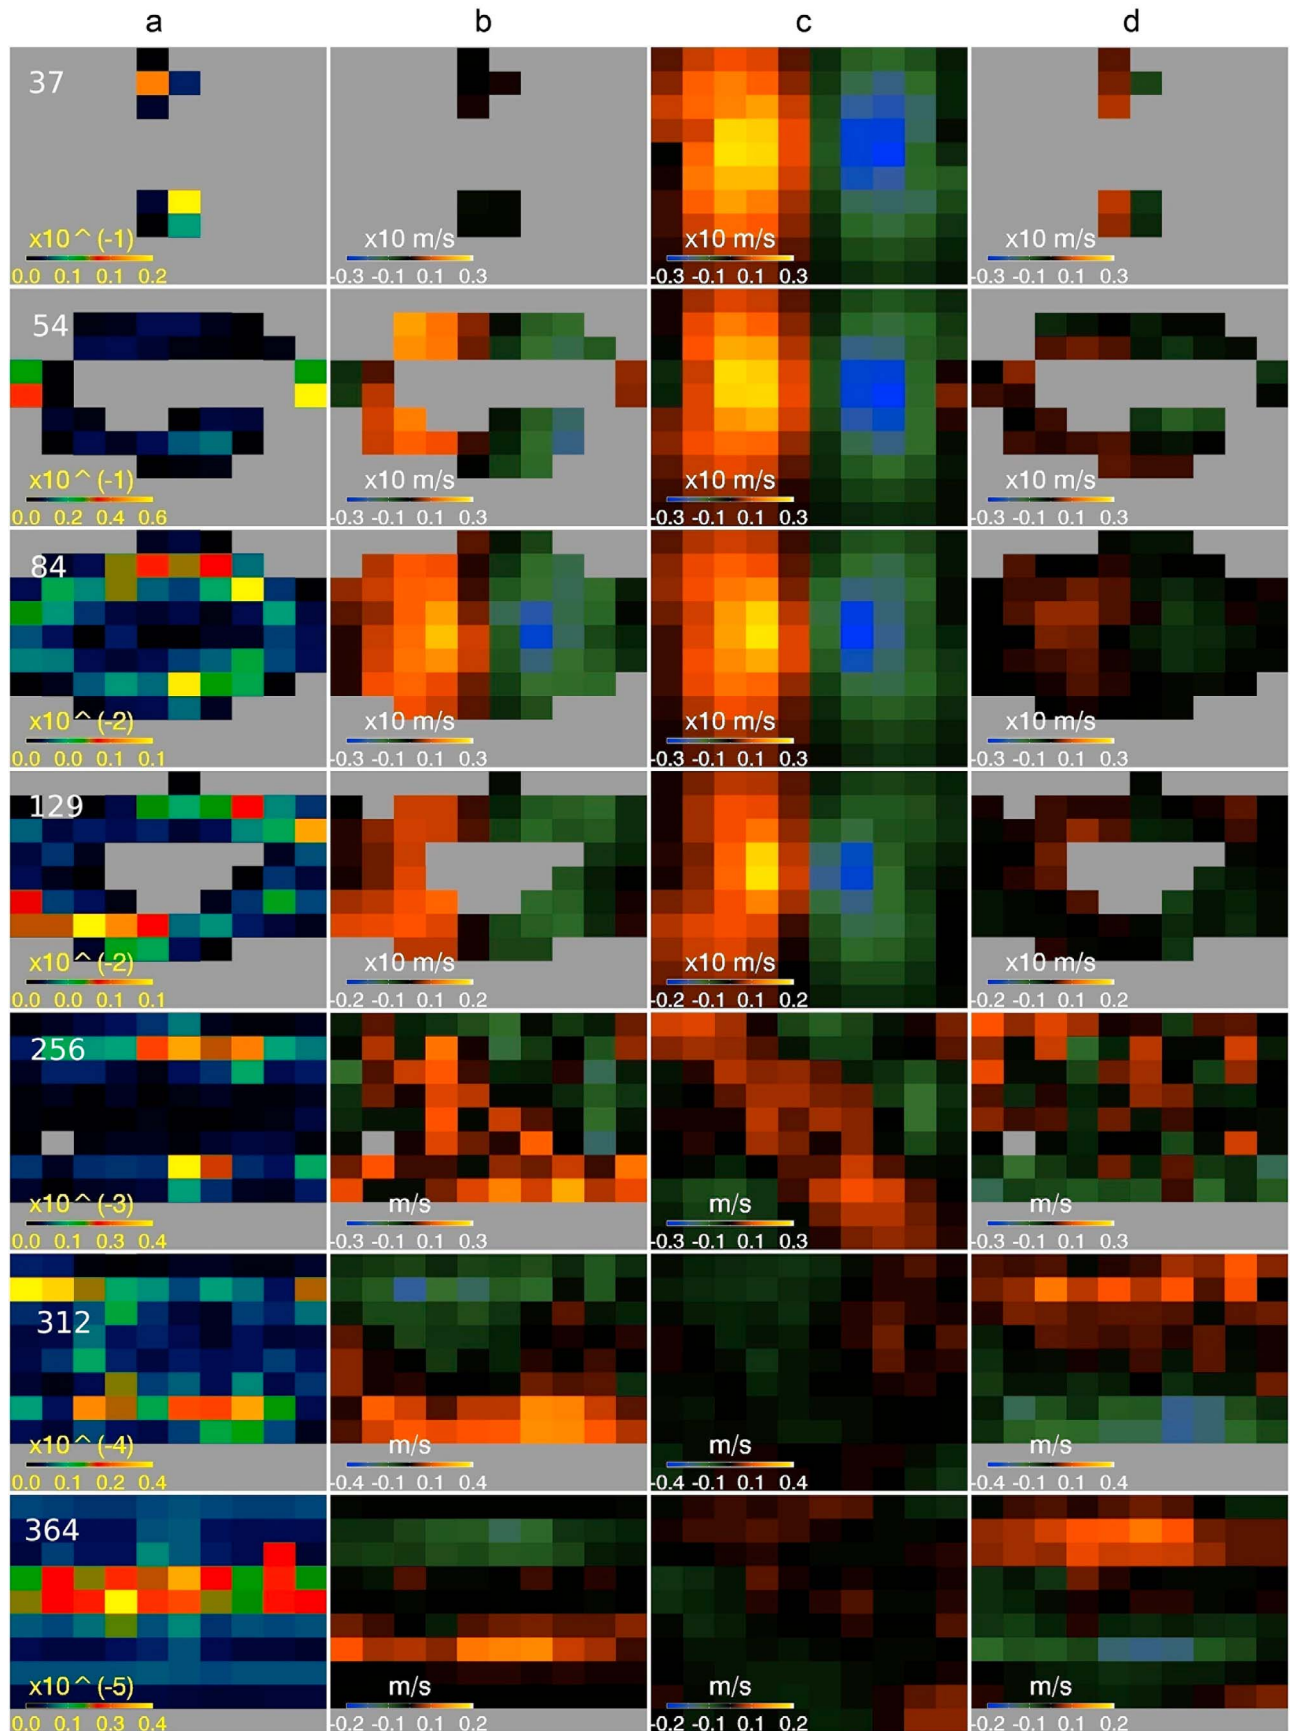 a b c d
37
x10^(-1) x10 m/s x10 m/s x10 m/s
0.0 0.1 0.1 0.2 -0.3 -0.1 0.1 0.3 -0.3 -0.1 0.1 0.3 -0.3 -0.1 0.1 0.3
54
x10^(-1) x10 m/s x10 m/s x10 m/s
0.0 0.2 0.4 0.6 -0.3 -0.1 0.1 0.3 -0.3 -0.1 0.1 0.3 -0.3 -0.1 0.1 0.3
84
x10^(-2) x10 m/s x10 m/s x10 m/s
0.0 0.0 0.1 0.1 -0.3 -0.1 0.1 0.3 -0.3 -0.1 0.1 0.3 -0.3 -0.1 0.1 0.3
129
x10^(-2) x10 m/s x10 m/s x10 m/s
0.0 0.0 0.1 0.1 -0.2 -0.1 0.1 0.2 -0.2 -0.1 0.1 0.2 -0.2 -0.1 0.1 0.2
256
x10^(-3) m/s m/s m/s
0.0 0.1 0.3 0.4 -0.3 -0.1 0.1 0.3 -0.3 -0.1 0.1 0.3 -0.3 -0.1 0.1 0.3
312
x10^(-4) m/s m/s m/s
0.0 0.1 0.2 0.4 -0.4 -0.1 0.1 0.4 -0.4 -0.1 0.1 0.4 -0.4 -0.1 0.1 0.4
364
x10^(-5) m/s m/s m/s
0.0 0.1 0.3 0.4 -0.2 -0.1 0.1 0.2 -0.2 -0.1 0.1 0.2 -0.2 -0.1 0.1 0.2